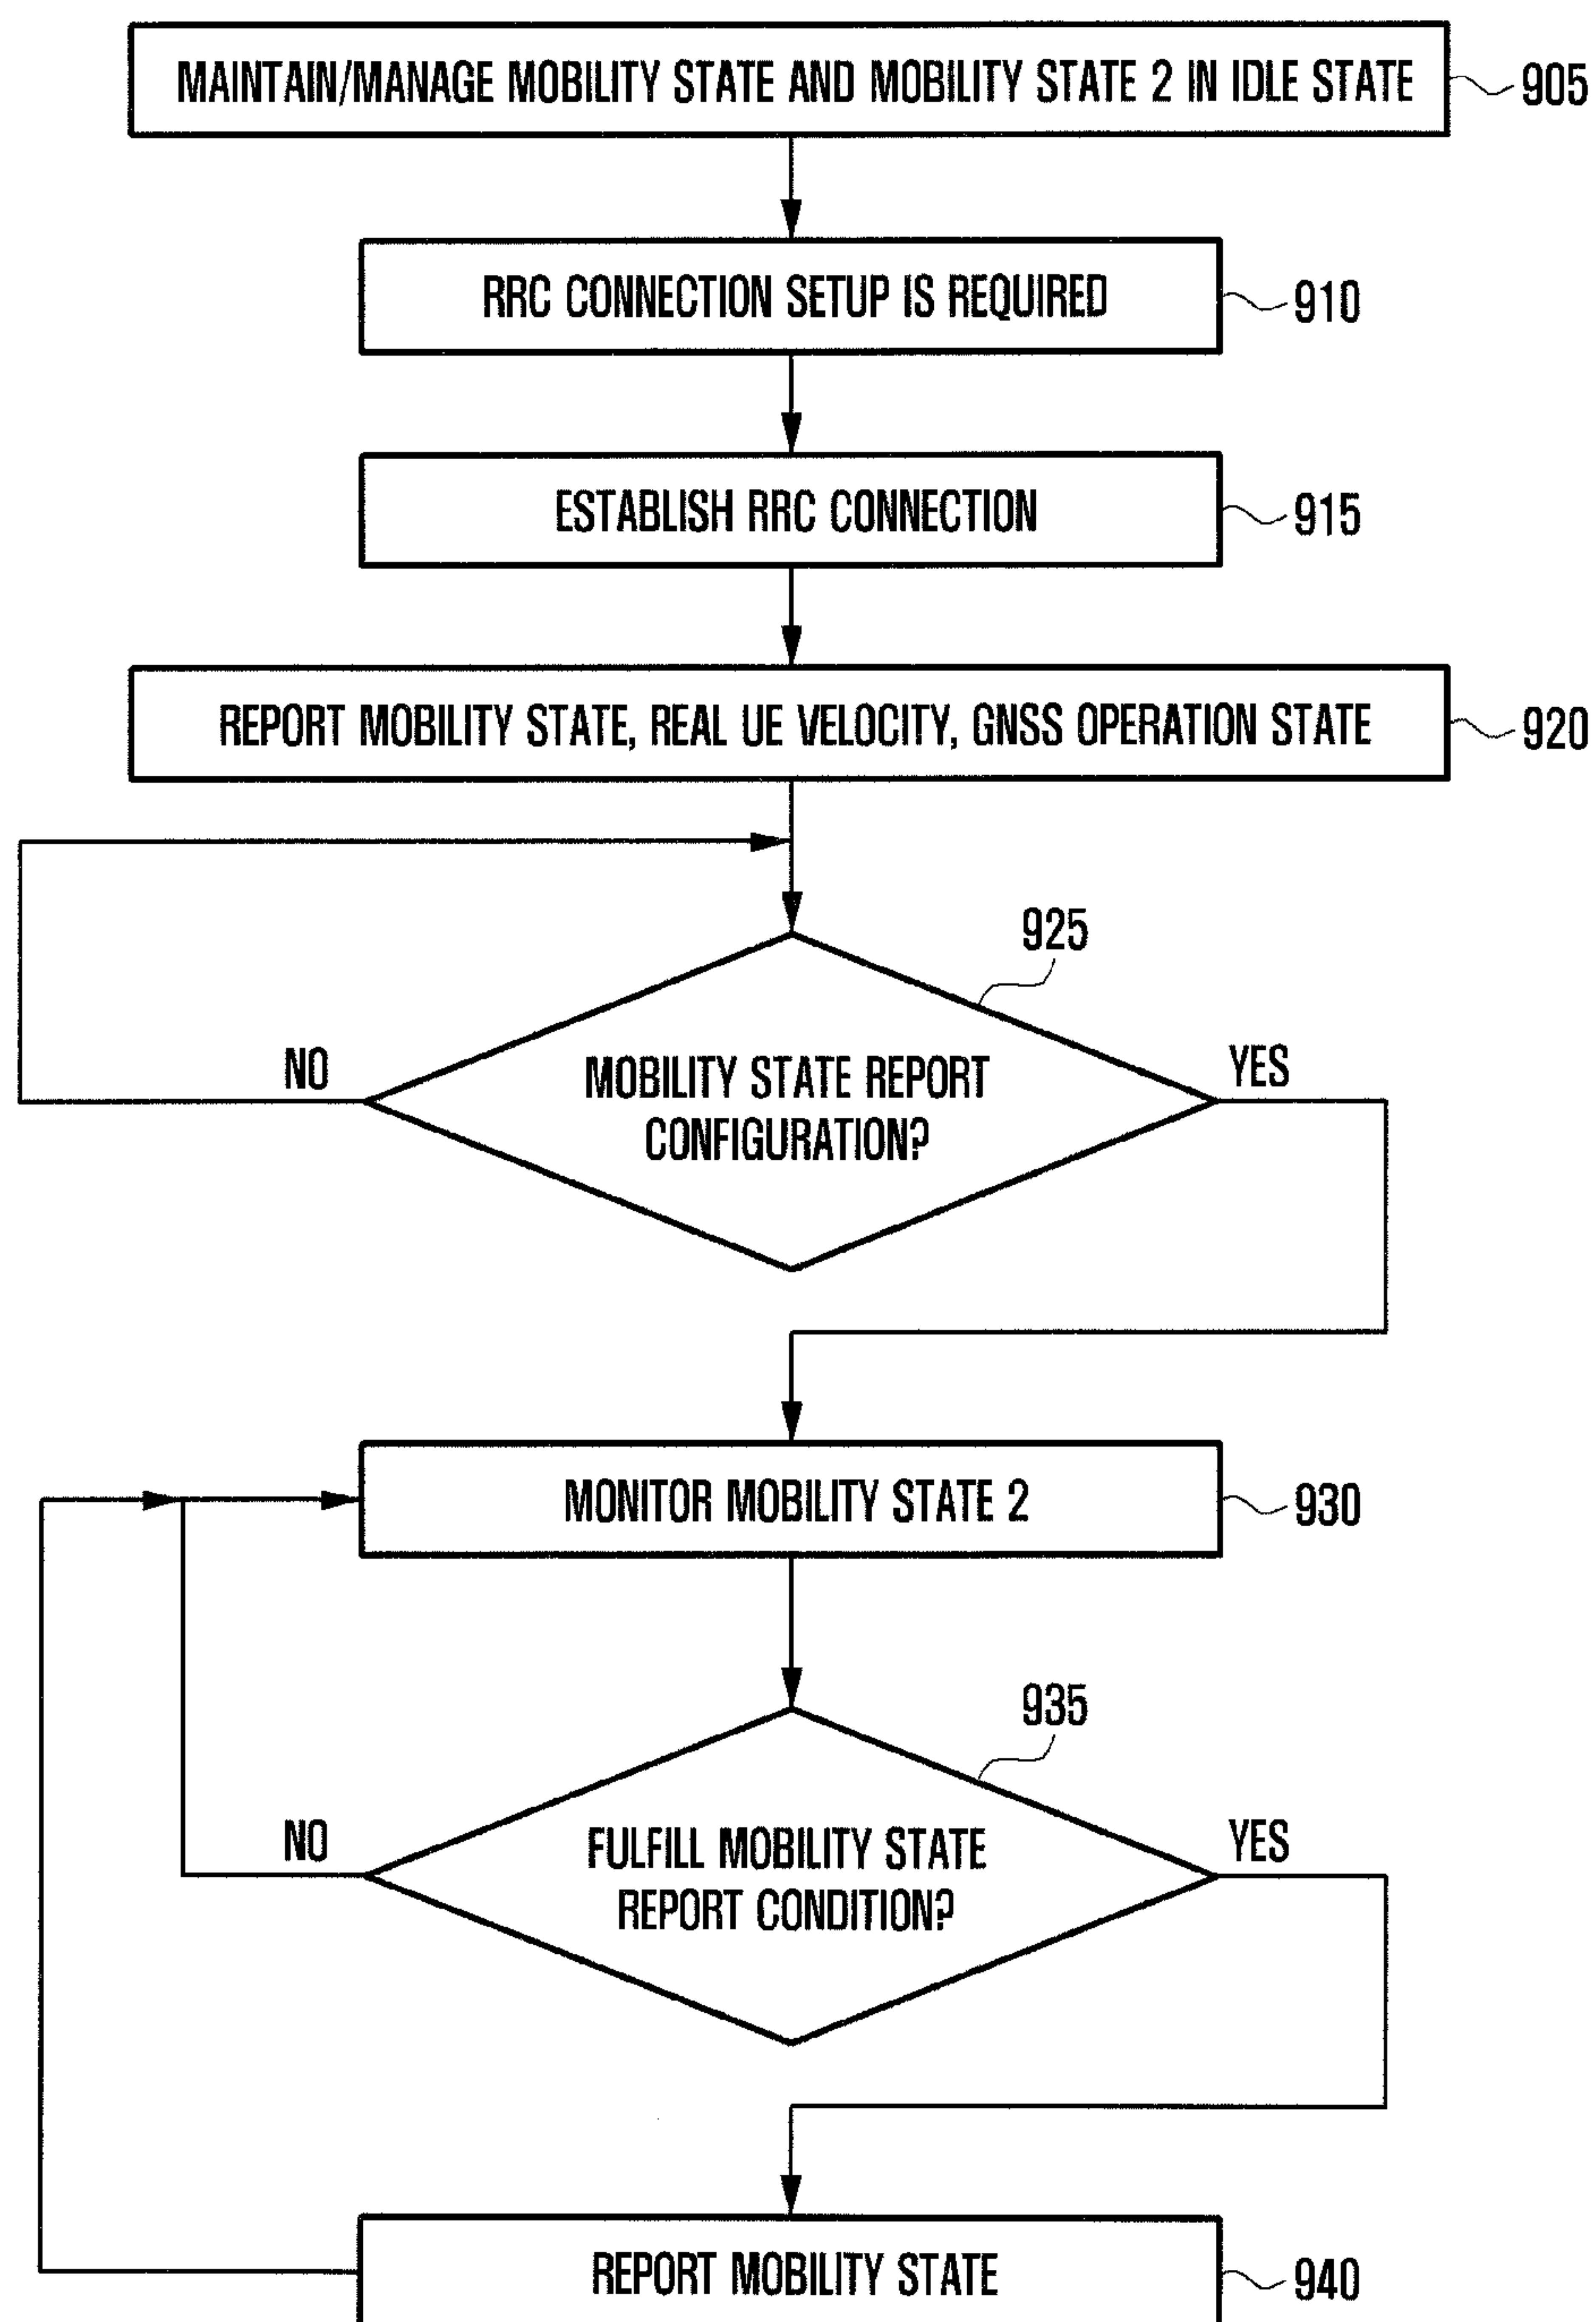 MAINTAIN/MANAGE MOBILITY STATE AND MOBILITY STATE 2 IN IDLE STATE
905
RRC CONNECTION SETUP IS REQUIRED
910
ESTABLISH RRC CONNECTION
915
REPORT MOBILITY STATE, REAL UE VELOCITY, GNSS OPERATION STATE
920
925
NO
MOBILITY STATE REPORT
CONFIGURATION?
YES
MONITOR MOBILITY STATE 2
930
935
NO
FULFILL MOBILITY STATE
REPORT CONDITION?
YES
REPORT MOBILITY STATE
940